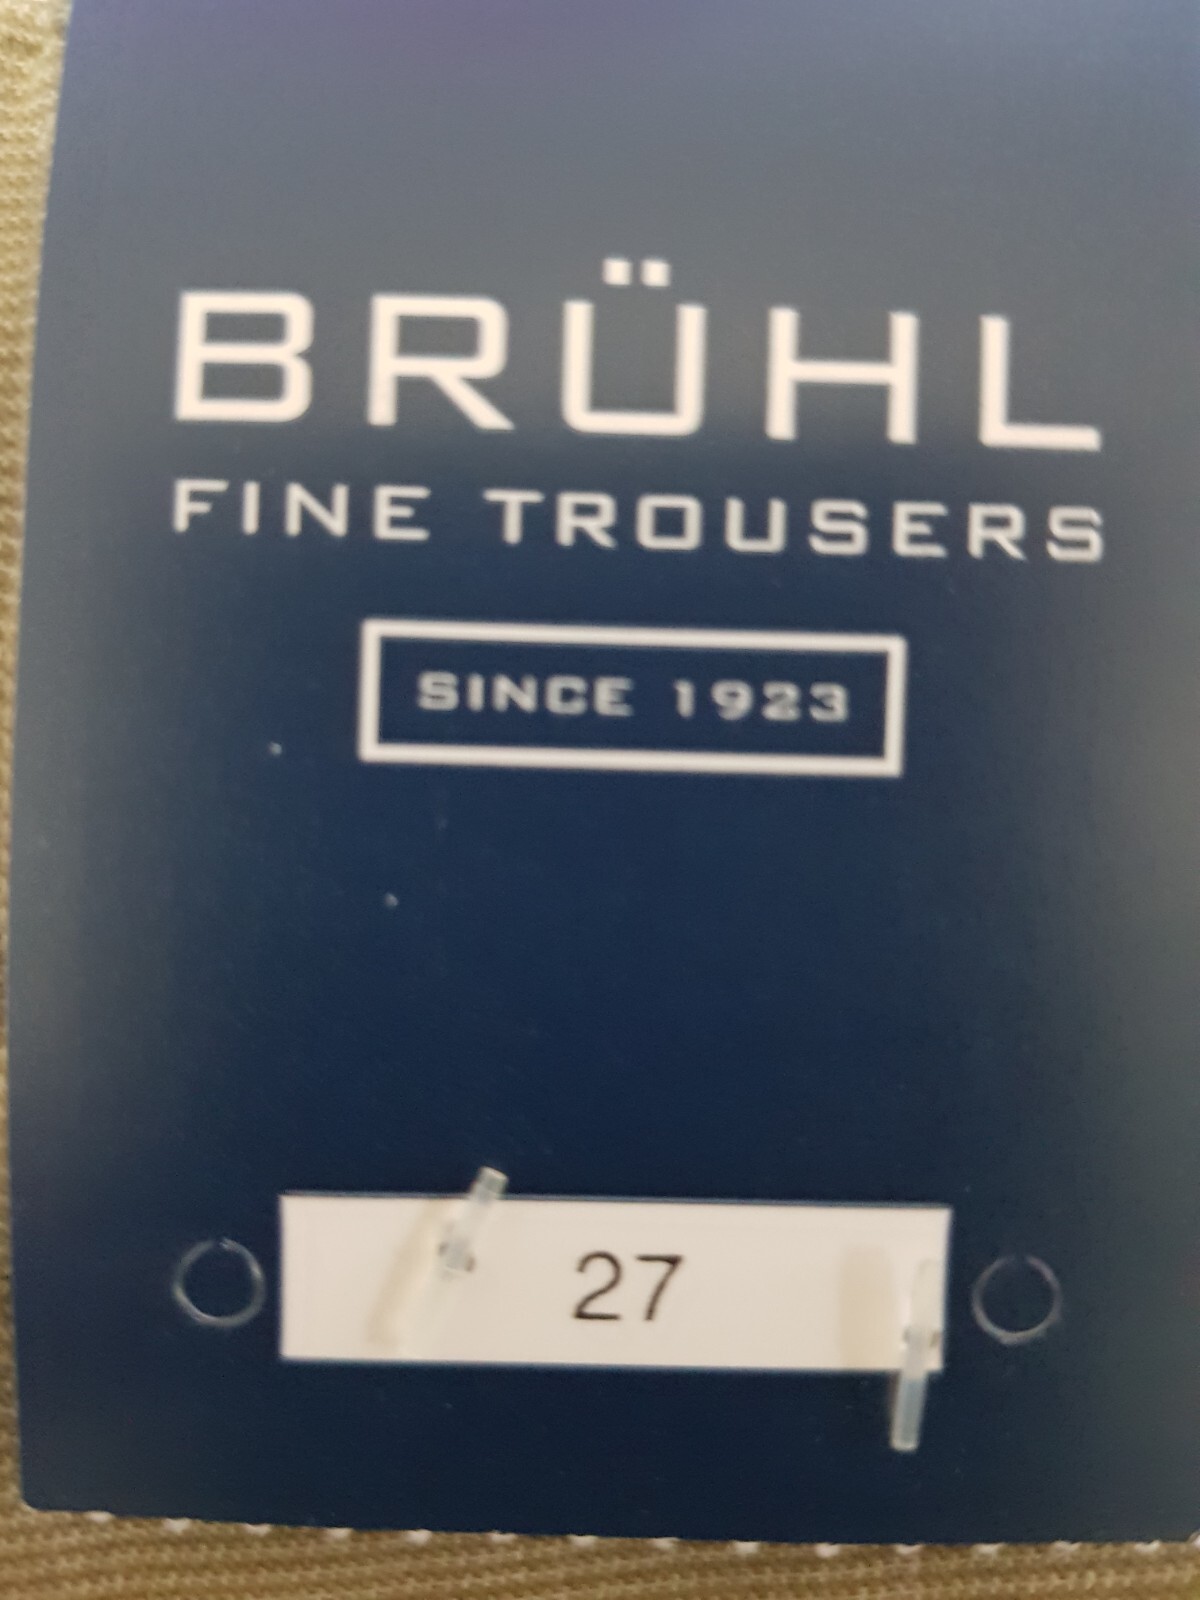 BRÜHL
FINE TROUSERS
SINCE 1923
27